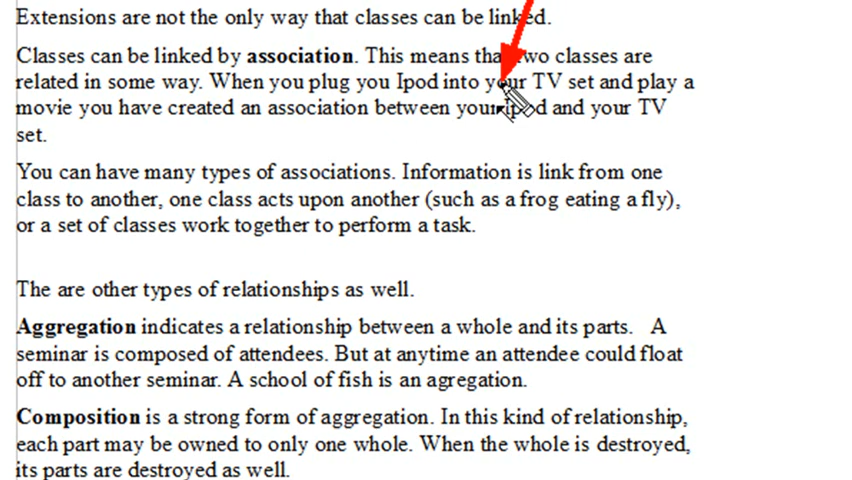 Extensions are not the only way that classes can be linked.
Classes can be linked by association. This means that two classes are
related in some way. When you plug you Ipod into your TV set and play a
movie you have created an association between your Ipod and your TV
set.
You can have many types of associations. Information is link from one
class to another, one class acts upon another (such as a frog eating a fly),
or a set of classes work together to perform a task.
The are other types of relationships as well.
Aggregation indicates a relationship between a whole and its parts.   A
seminar is composed of attendees. But at anytime an attendee could float
off to another seminar. A school of fish is an agregation.
Composition is a strong form of aggregation. In this kind of relationship,
each part may be owned to only one whole. When the whole is destroyed,
its parts are destroyed as well.